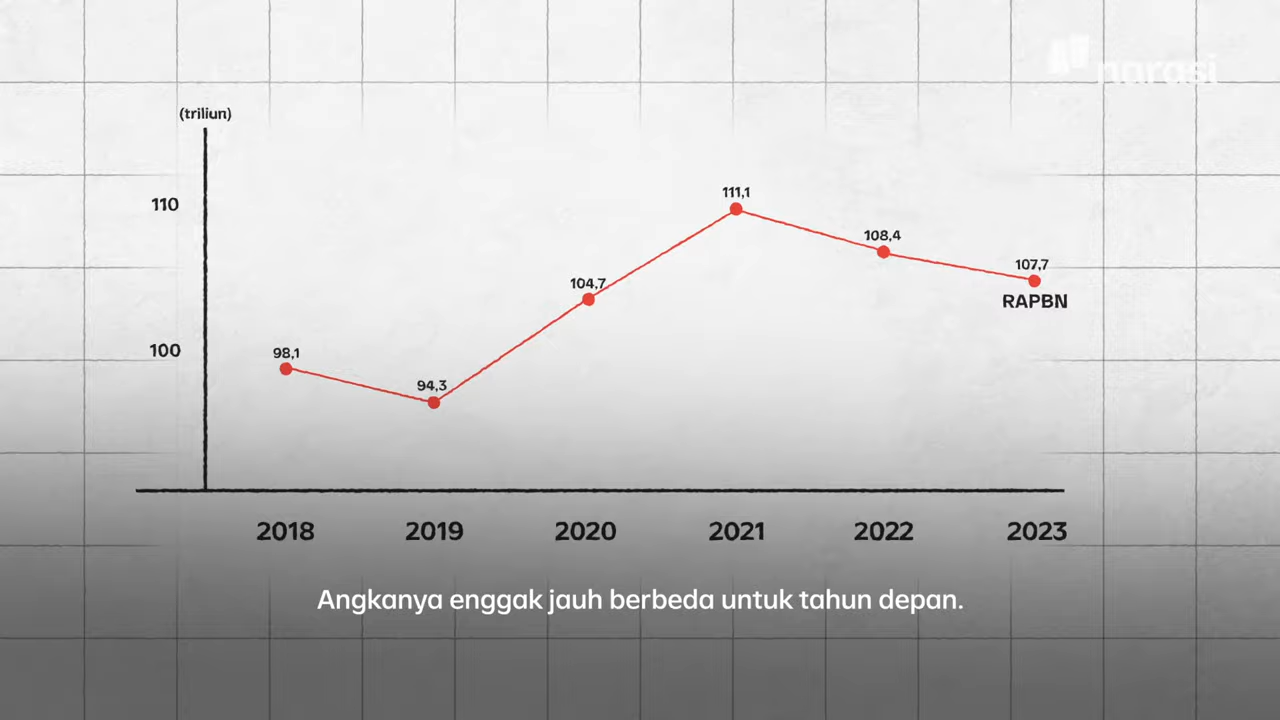 narasi
(triliun)
110
100
98,1
94,3
104,7
111,1
108,4
107,7
RAPBN
2018 2019 2020 2021 2022 2023
Angkanya enggak jauh berbeda untuk tahun depan.